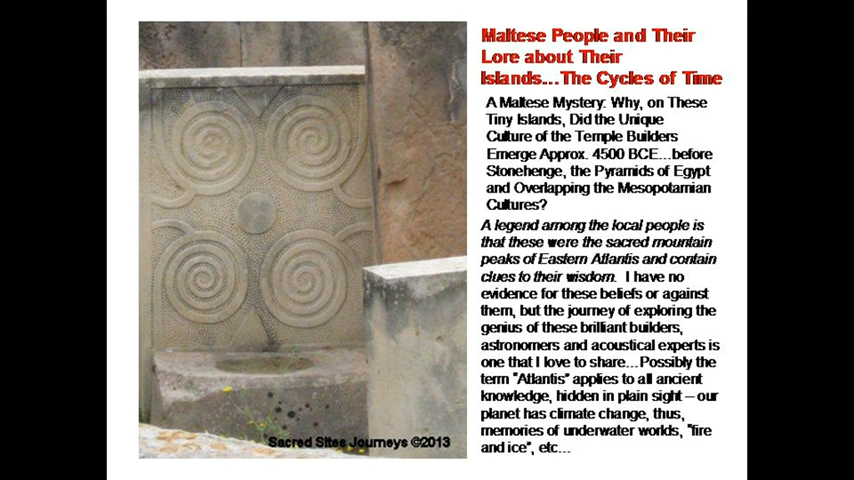 Maltese People and Their
Lore about Their
Islands...The Cycles of Time
A Maltese Mystery: Why, on These
Tiny Islands, Did the Unique
Culture of the Temple Builders
Emerge Approx. 4500 BCE...before
Stonehenge, the Pyramids of Egypt
and Overlapping the Mesopotamian
Cultures?
A legend among the local people is
that these were the sacred mountain
peaks of Eastern Atlantis and contain
clues to their wisdom. I have no
evidence for these beliefs or against
them, but the journey of exploring the
genius of these brilliant builders,
astronomers and acoustical experts is
one that I love to share...Possibly the
term "Atlantis" applies to all ancient
knowledge, hidden in plain sight – our
planet has climate change, thus,
memories of underwater worlds, "fire
and ice", etc...
Sacred Sites Journeys ©2013